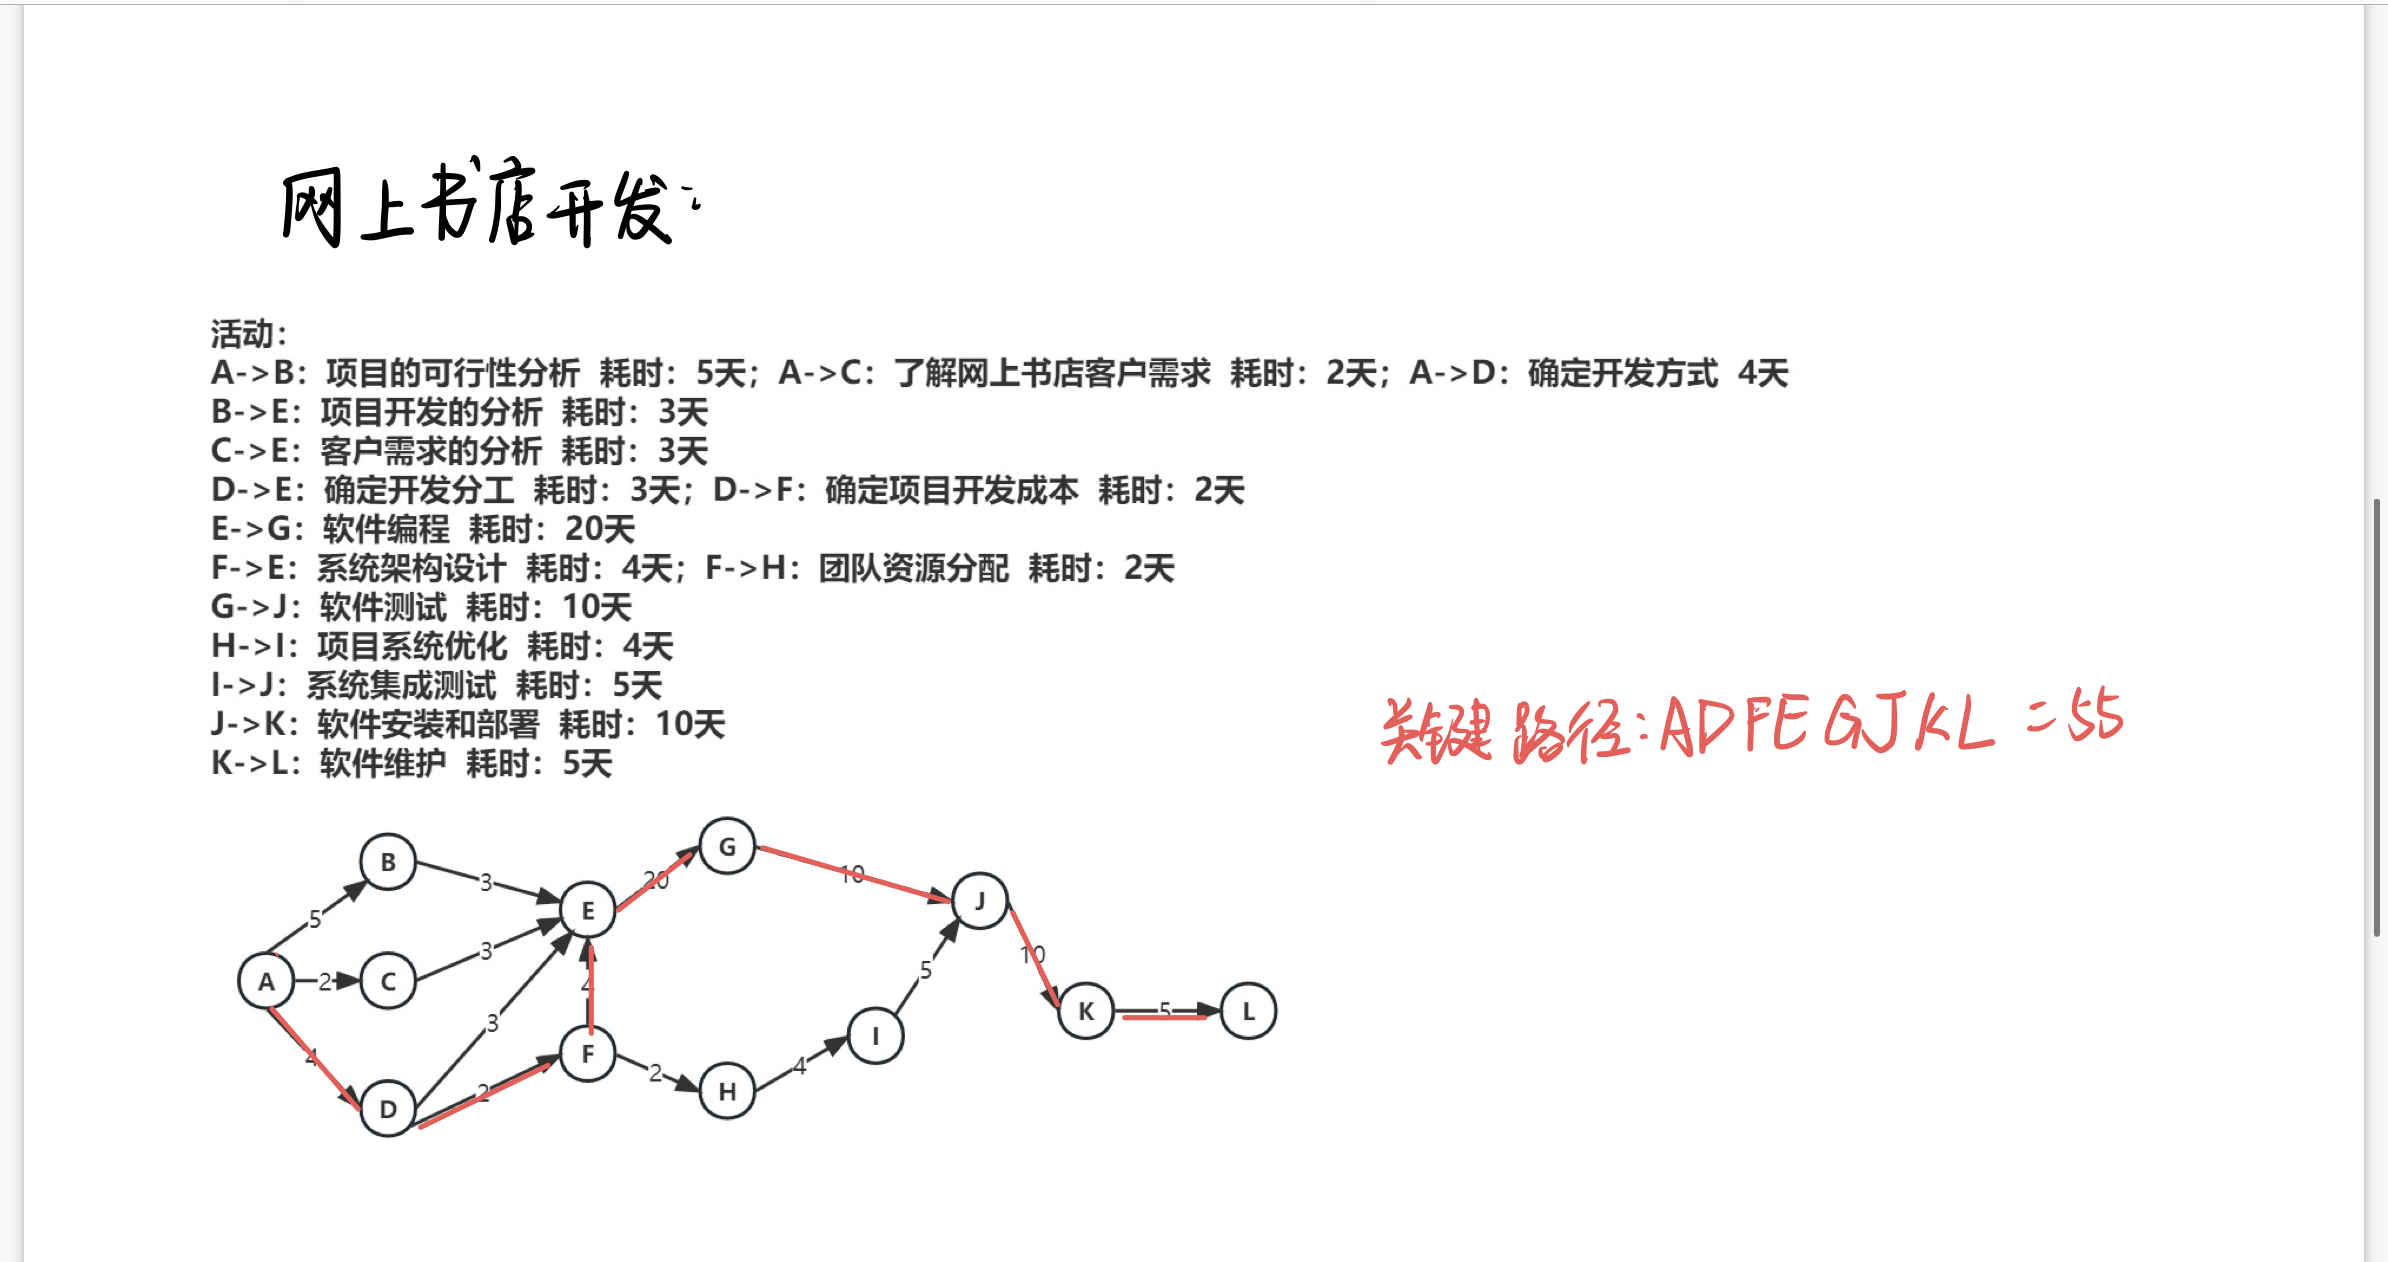 网上书店开发:
活动：
A->B：项目的可行性分析 耗时：5天；A->C：了解网上书店客户需求 耗时：2天；A->D：确定开发方式 4天
B->E：项目开发的分析 耗时：3天
C->E：客户需求的分析 耗时：3天
D->E：确定开发分工 耗时：3天；D->F：确定项目开发成本 耗时：2天
E->G：软件编程 耗时：20天
F->E：系统架构设计 耗时：4天；F->H：团队资源分配 耗时：2天
G->J：软件测试 耗时：10天
H->I：项目系统优化 耗时：4天
I->J：系统集成测试 耗时：5天
J->K：软件安装和部署 耗时：10天
K->L：软件维护 耗时：5天
关键路径:ADFEGJKL=55
G
B
20
10
3
J
E
5
3
10
5
A
2
C
4
K
5
L
3
I
4
F
2
4
H
2
D